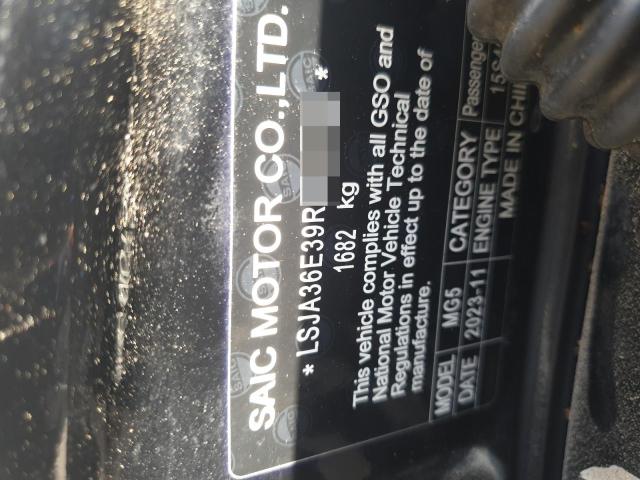 SAIC MOTOR CO.,LTD.
* LSJA36E39R *
1682 kg
This vehicle complies with all GSO and
National Motor Vehicle Technical
Regulations in effect up to the date of
manufacture.
MODEL MG5 CATEGORY Passenger
DATE 2023-11 ENGINE TYPE
MADE IN